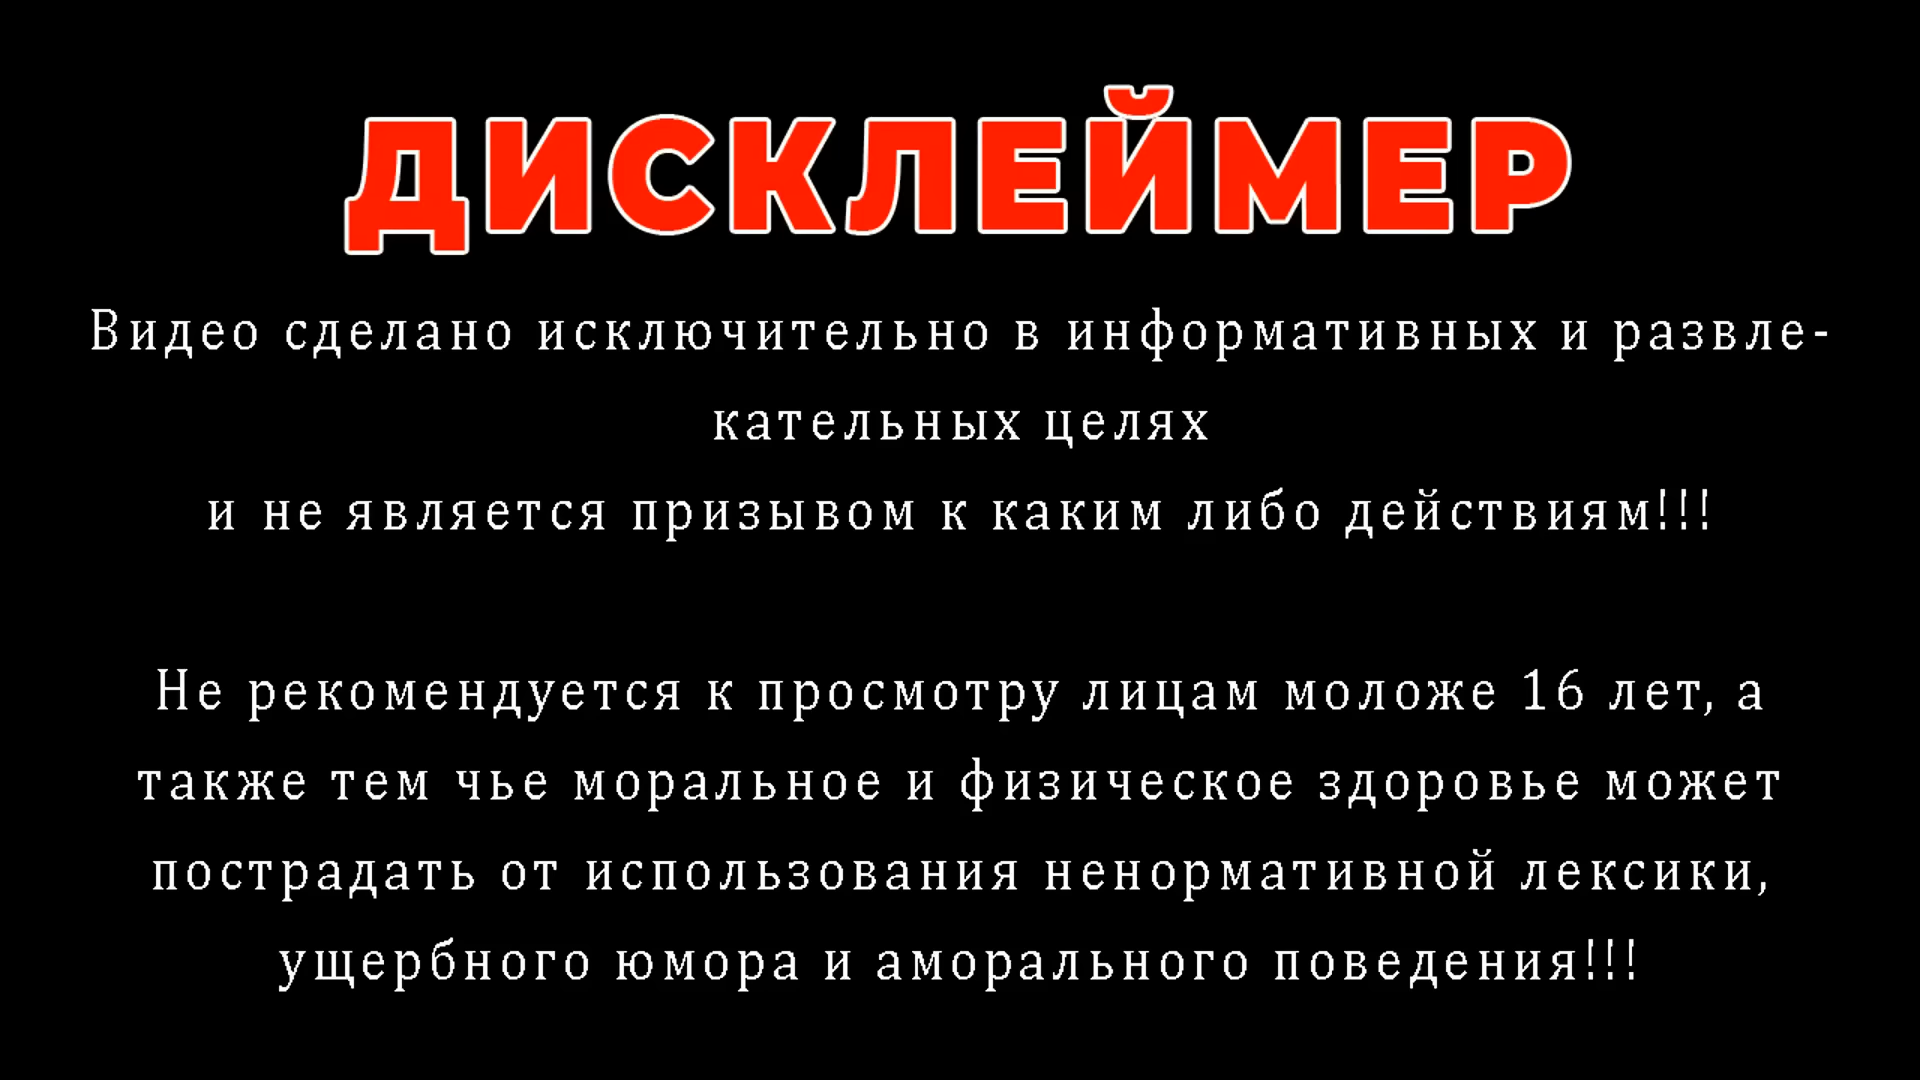 ДИСКЛЕЙМЕР
Видео сделано исключительно в информативных и развле-
кательных целях
и не является призывом к каким либо действиям!!!
Не рекомендуется к просмотру лицам моложе 16 лет, а
также тем чье моральное и физическое здоровье может
пострадать от использования ненормативной лексики,
ущербного юмора и аморального поведения!!!